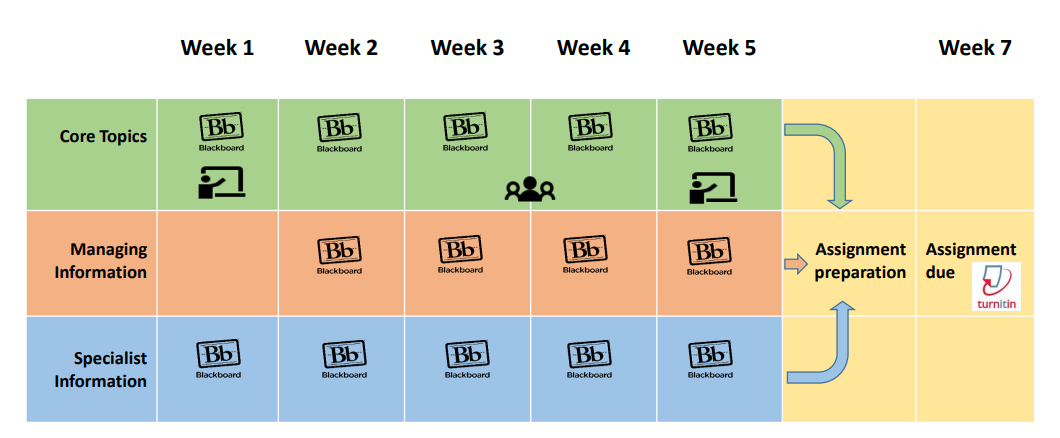 Week 1 Week 2 Week 3 Week 4 Week 5 Week 7
Core Topics
Bb Bb Bb Bb Bb
Blackboard Blackboard Blackboard Blackboard Blackboard
Managing
Information
Bb Bb Bb Bb
Blackboard Blackboard Blackboard Blackboard
Assignment
preparation
Assignment
due
turnitin
Specialist
Information
Bb Bb Bb Bb Bb
Blackboard Blackboard Blackboard Blackboard Blackboard